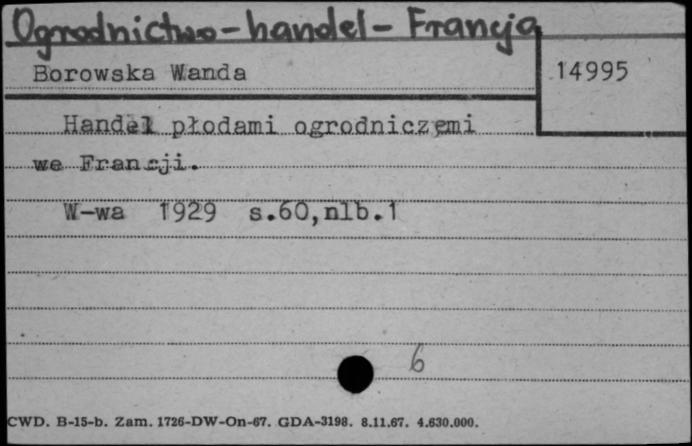 Ogrodnictwo - handel - Francja
Borowska Wanda
14995
Handel płodami ogrodniczemi
we Francji.
W-wa 1929 s.60,nlb.1
6
CWD. B-15-b. Zam. 1726-DW-On-67. GDA-3198. 8.11.67. 4.630.000.